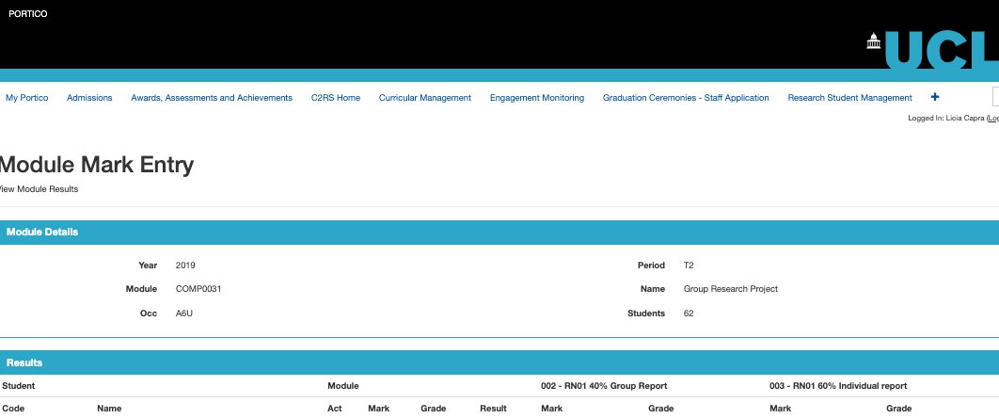 PORTICO
UCL
My Portico Admissions Awards, Assessments and Achievements C2RS Home Curricular Management Engagement Monitoring Graduation Ceremonies - Staff Application Research Student Management +
Logged In: Licia Capra (
Module Mark Entry
View Module Results
Module Details
Year 2019 Period T2
Module COMP0031 Name Group Research Project
Occ A6U Students 62
Results
Student Module 002 - RN01 40% Group Report 003 - RN01 60% Individual report
Code Name Act Mark Grade Result Mark Grade Mark Grade